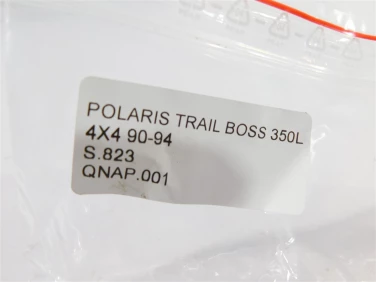 POLARIS TRAIL BOSS 350L
4X4 90-94
S.823
QNAP.001